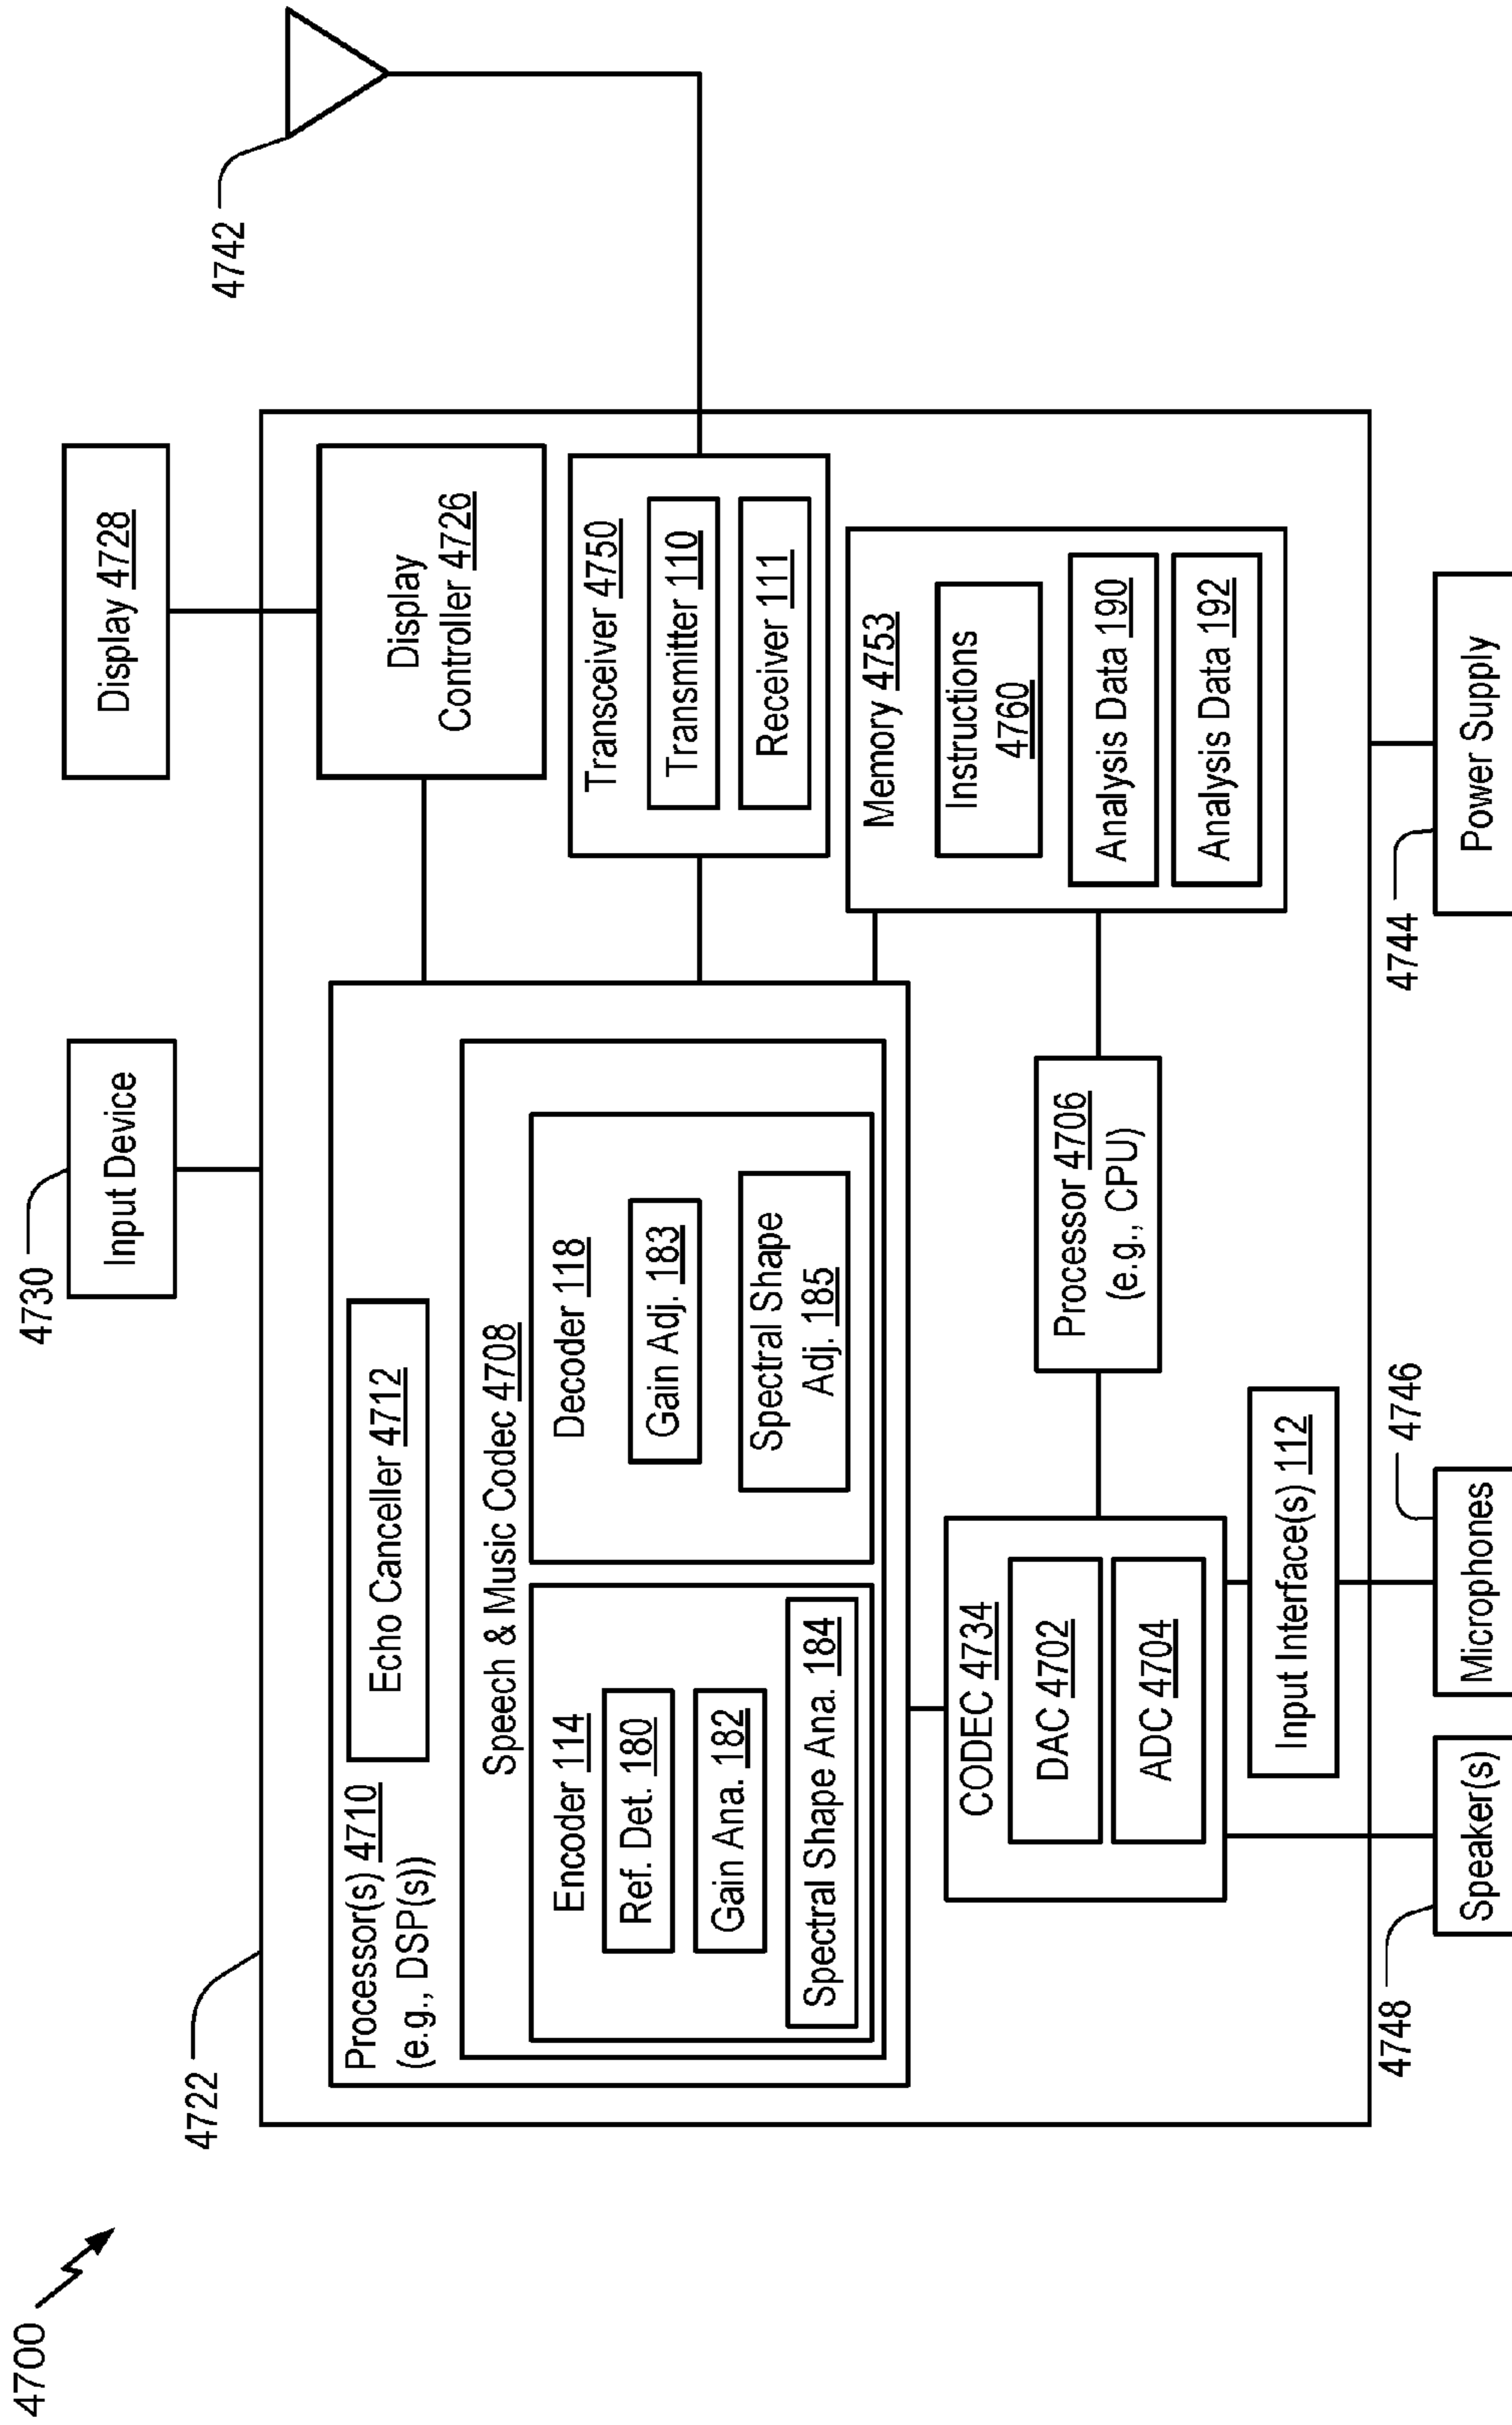 4700
4722
4730
Input Device
Display 4728
4742
Processor(s) 4710
(e.g., DSP(s))
Echo Canceller 4712
Speech & Music Codec 4708
Encoder 114
Ref. Det. 180
Gain Ana. 182
Spectral Shape Ana. 184
Decoder 118
Gain Adj. 183
Spectral Shape
Adj. 185
Display
Controller 4726
Transceiver 4750
Transmitter 110
Receiver 111
Memory 4753
Instructions
4760
Analysis Data 190
Analysis Data 192
Processor 4706
(e.g., CPU)
CODEC 4734
DAC 4702
ADC 4704
Input Interface(s) 112
4748
Speaker(s)
4746
Microphones
4744
Power Supply